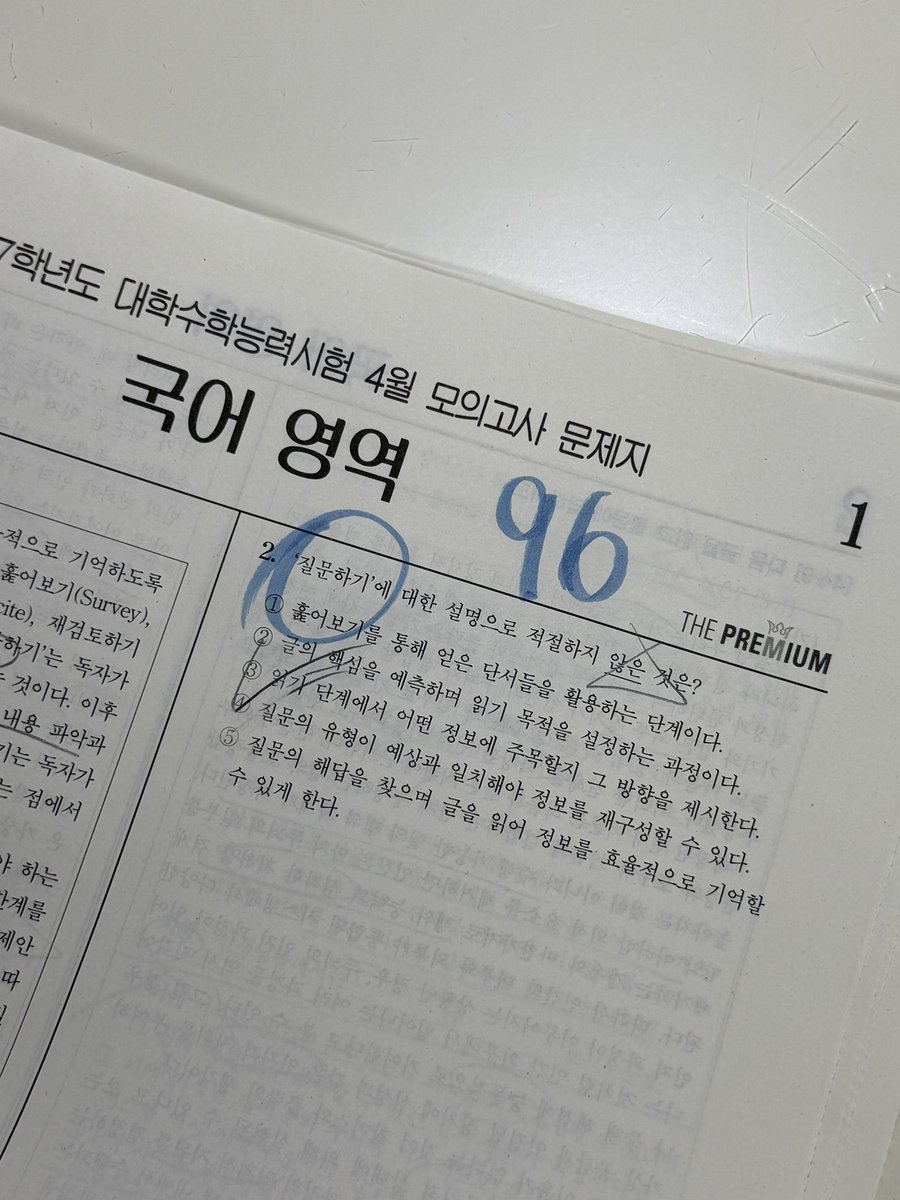 7학년도 대학수학능력시험 4월 모의고사 문제지
국어 영역
96
1
THE PREMIUM
적으로 기억하도록
훑어보기(Survey),
cite), 재검토하기
하기'는 독자가
것이다. 이후
내용 파악과
기는 독자가
는 점에서
야 하는
단계를
제안
따
2. '질문하기'에 대한 설명으로 적절하지 않은 것은?
① 훑어보기를 통해 얻은 단서들을 활용하는 단계이다.
② 글의 핵심을 예측하며 읽기 목적을 설정하는 과정이다.
③ 읽기 단계에서 어떤 정보에 주목할지 그 방향을 제시한다.
④ 질문의 유형이 예상과 일치해야 정보를 재구성할 수 있다.
⑤ 질문의 해답을 찾으며 글을 읽어 정보를 효율적으로 기억할
수 있게 한다.